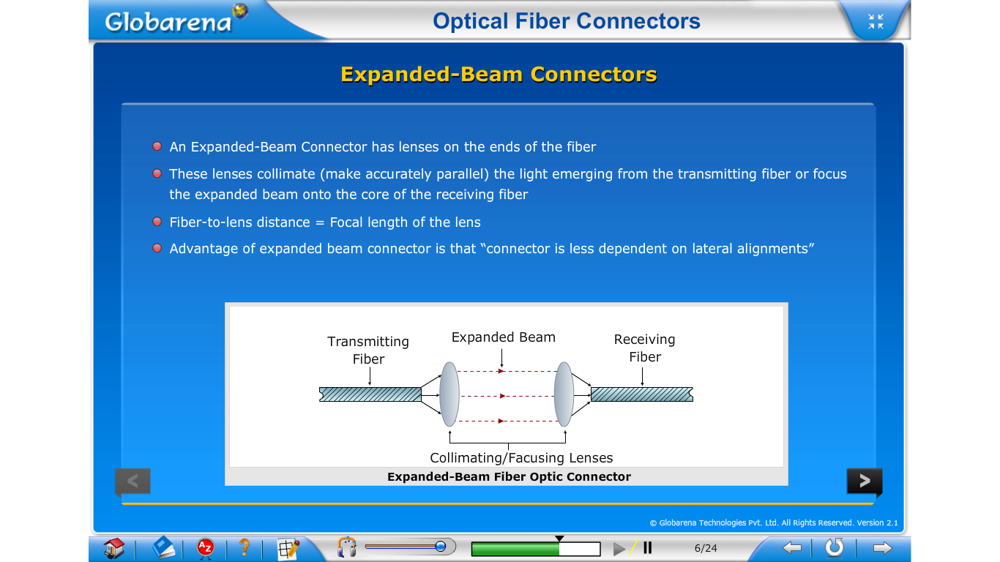 Globarena
Optical Fiber Connectors
Expanded-Beam Connectors
An Expanded-Beam Connector has lenses on the ends of the fiber
These lenses collimate (make accurately parallel) the light emerging from the transmitting fiber or focus
the expanded beam onto the core of the receiving fiber
Fiber-to-lens distance = Focal length of the lens
Advantage of expanded beam connector is that “connector is less dependent on lateral alignments”
Transmitting
Fiber
Expanded Beam
Receiving
Fiber
Collimating/Facusing Lenses
Expanded-Beam Fiber Optic Connector
< >
© Globarena Technologies Pvt. Ltd. All Rights Reserved. Version 2.1
AZ
?
6/24